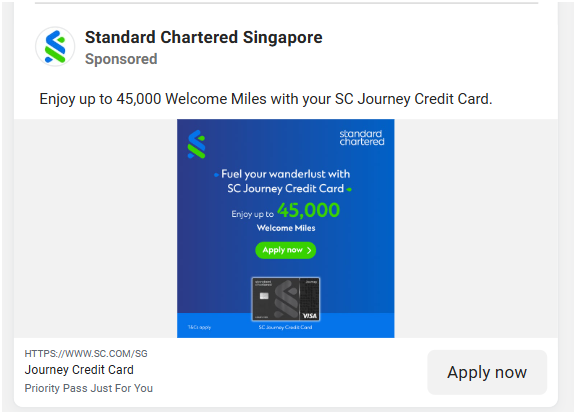 Standard Chartered Singapore
Sponsored
Enjoy up to 45,000 Welcome Miles with your SC Journey Credit Card.
standard
chartered
Fuel your wanderlust with
SC Journey Credit Card
Enjoy up to 45,000
Welcome Miles
Apply now
VISA
T&Cs apply
SC Journey Credit Card
HTTPS://WWW.SC.COM/SG
Journey Credit Card
Priority Pass Just For You
Apply now